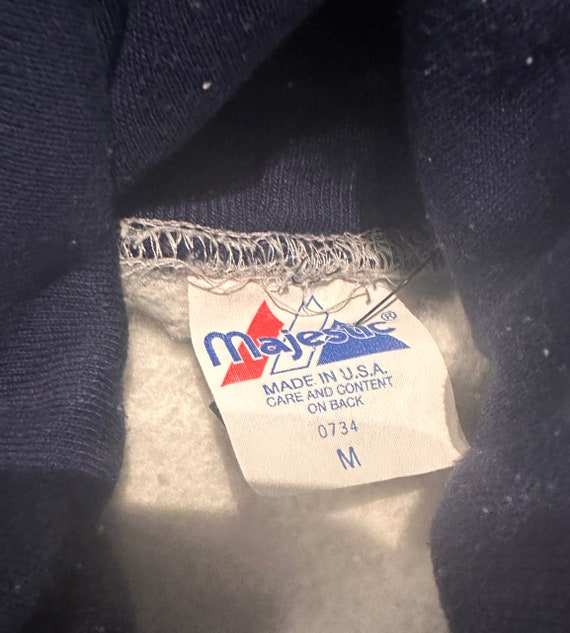 Majestic®
MADE IN U.S.A.
CARE AND CONTENT
ON BACK
0734
M